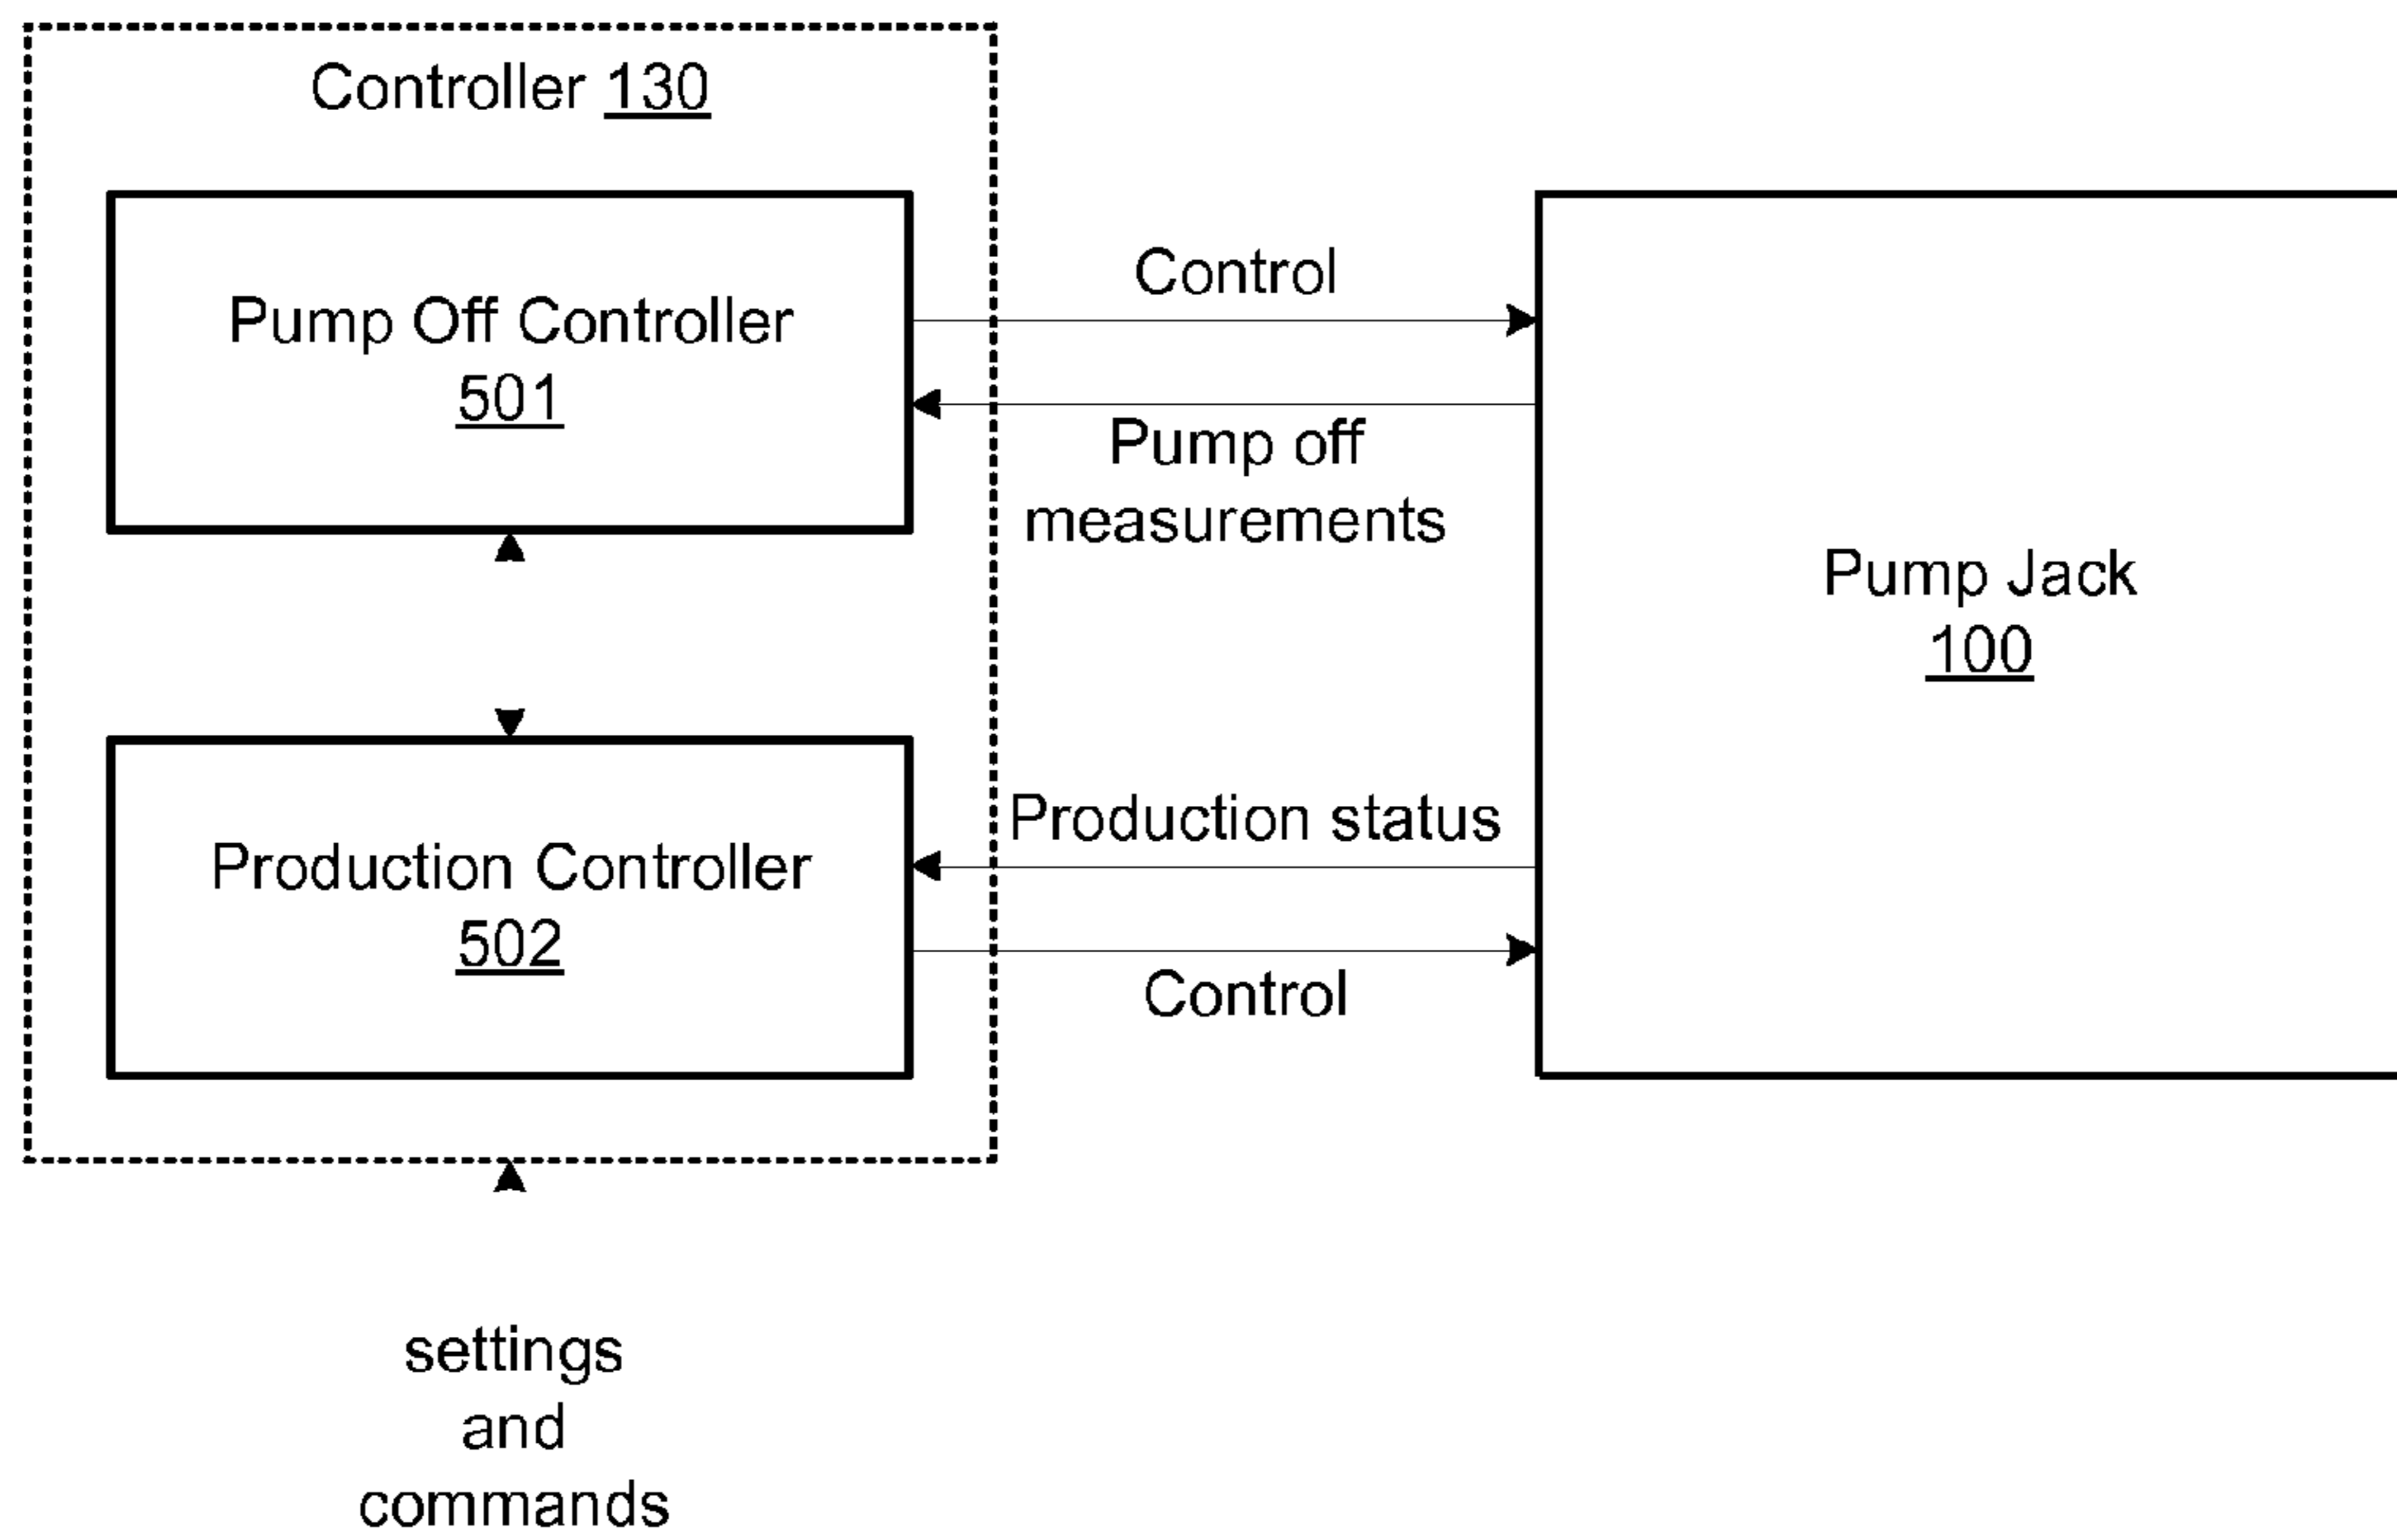 Controller 130
Pump Off Controller
501
Control
Pump off
measurements
Pump Jack
100
Production Controller
502
Production status
Control
settings
and
commands